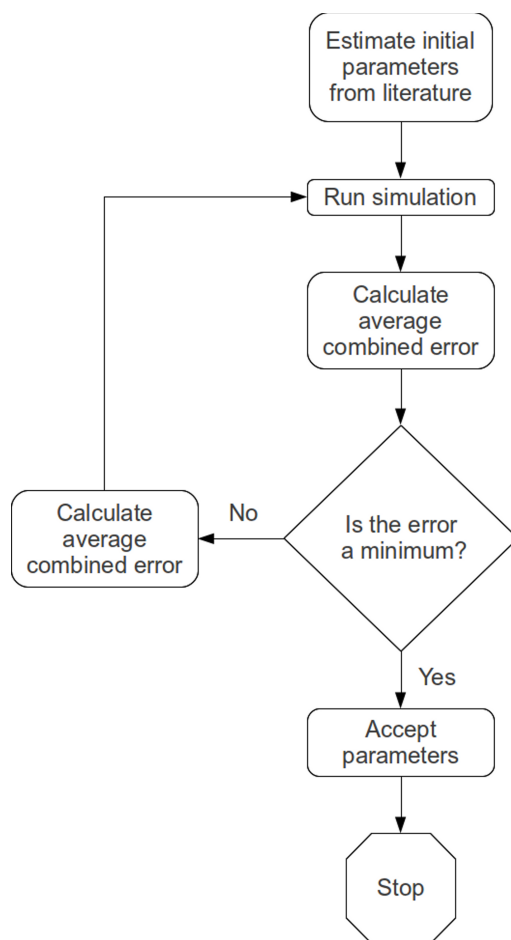 Estimate initial
parameters
from literature
Run simulation
Calculate
average
combined error
Is the error
a minimum?
No
Calculate
average
combined error
Yes
Accept
parameters
Stop